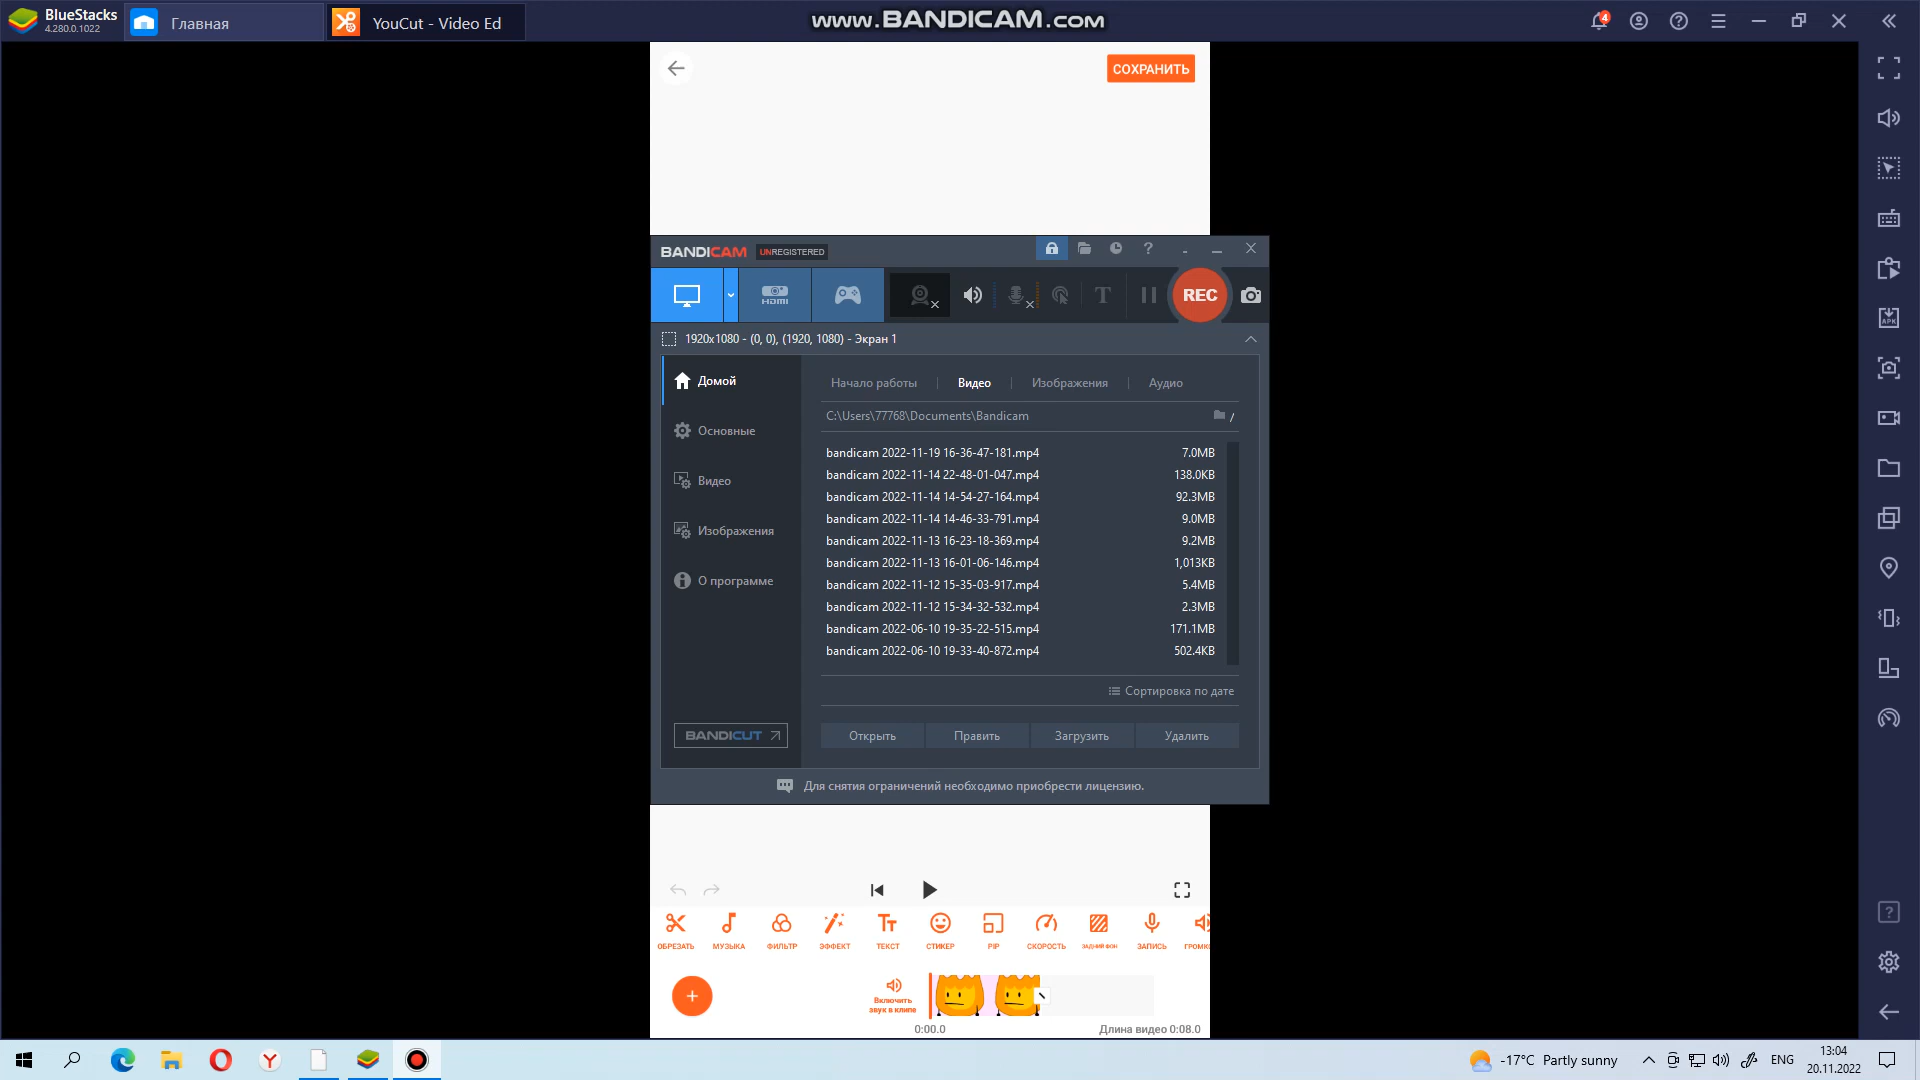 BlueStacks
4.280.0.1022
Главная
YouCut - Video Ed
www.BANDICAM.com
4
СОХРАНИТЬ
BANDICAM UNREGISTERED
HDMI
T
REC
1920x1080 - (0, 0), (1920, 1080) - Экран 1
Домой
Основные
Видео
Изображения
О программе
BANDICUT
Начало работы
Видео
Изображения
Аудио
C:\Users\77768\Documents\Bandicam
/
bandicam 2022-11-19 16-36-47-181.mp4 7.0MB
bandicam 2022-11-14 22-48-01-047.mp4 138.0KB
bandicam 2022-11-14 14-54-27-164.mp4 92.3MB
bandicam 2022-11-14 14-46-33-791.mp4 9.0MB
bandicam 2022-11-13 16-23-18-369.mp4 9.2MB
bandicam 2022-11-13 16-01-06-146.mp4 1,013KB
bandicam 2022-11-12 15-35-03-917.mp4 5.4MB
bandicam 2022-11-12 15-34-32-532.mp4 2.3MB
bandicam 2022-06-10 19-35-22-515.mp4 171.1MB
bandicam 2022-06-10 19-33-40-872.mp4 502.4KB
Сортировка по дате
Открыть
Править
Загрузить
Удалить
Для снятия ограничений необходимо приобрести лицензию.
ОБРЕЗАТЬ
МУЗЫКА
ФИЛЬТР
ЭФФЕКТ
ТЕКСТ
СТИКЕР
PIP
СКОРОСТЬ
ЗАДНИЙ ФОН
ЗАПИСЬ
ГРОМК
Включить
звук в клипе
0:00.0
Длина видео 0:08.0
-17°C Partly sunny
ENG
13:04
20.11.2022